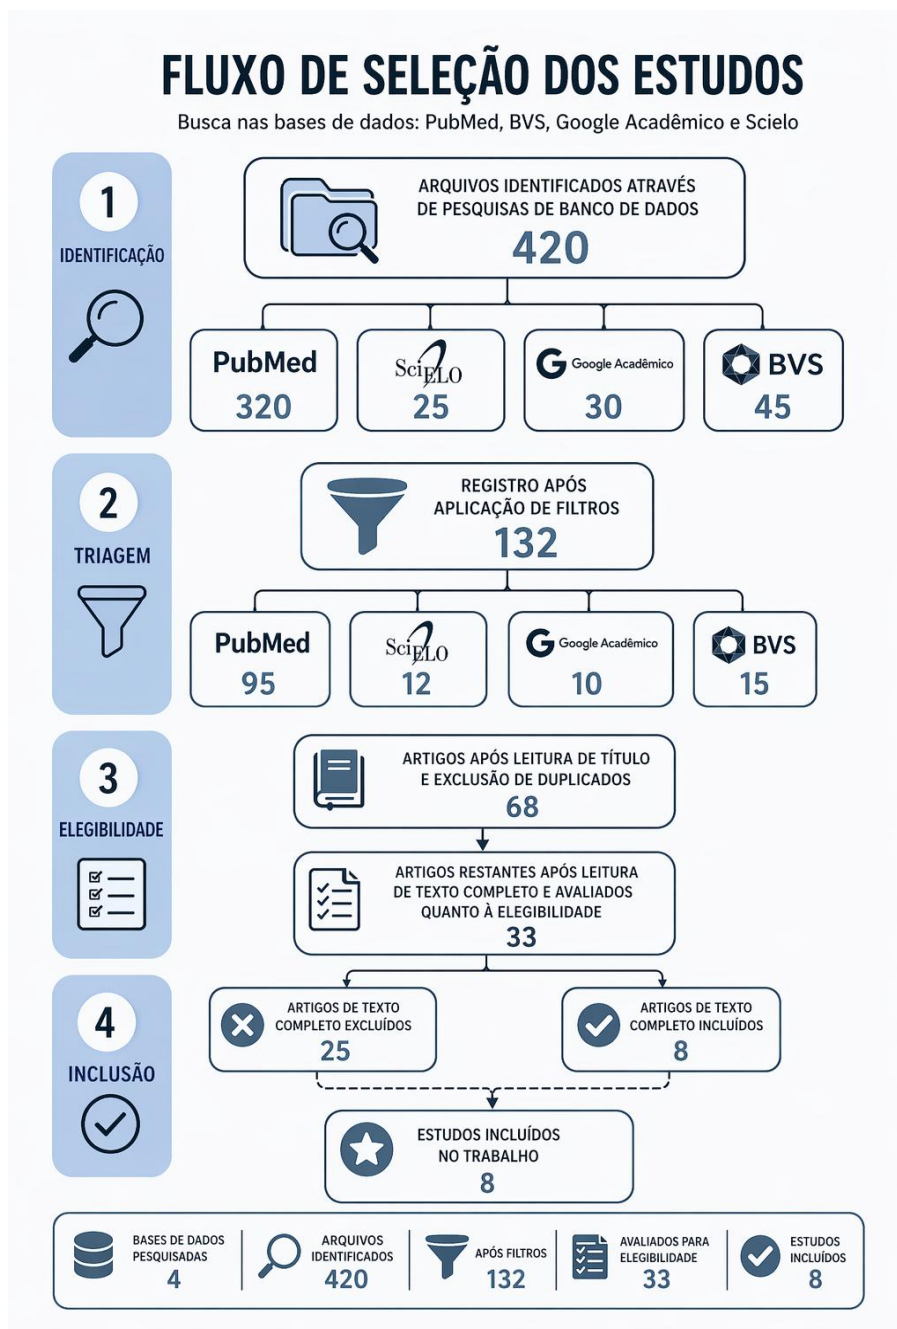 FLUXO DE SELEÇÃO DOS ESTUDOS
Busca nas bases de dados: PubMed, BVS, Google Acadêmico e Scielo
1
IDENTIFICAÇÃO
ARQUIVOS IDENTIFICADOS ATRAVÉS
DE PESQUISAS DE BANCO DE DADOS
420
PubMed
320
SciELO
25
G Google Acadêmico
30
BVS
45
2
TRIAGEM
REGISTRO APÓS
APLICAÇÃO DE FILTROS
132
PubMed
95
SciELO
12
G Google Acadêmico
10
BVS
15
3
ELEGIBILIDADE
ARTIGOS APÓS LEITURA DE TÍTULO
E EXCLUSÃO DE DUPLICADOS
68
ARTIGOS RESTANTES APÓS LEITURA
DE TEXTO COMPLETO E AVALIADOS
QUANTO À ELEGIBILIDADE
33
4
INCLUSÃO
ARTIGOS DE TEXTO
COMPLETO EXCLUÍDOS
25
ARTIGOS DE TEXTO
COMPLETO INCLUÍDOS
8
ESTUDOS INCLUÍDOS
NO TRABALHO
8
BASES DE DADOS
PESQUISADAS
4
ARQUIVOS
IDENTIFICADOS
420
APÓS FILTROS
132
AVALIADOS PARA
ELEGIBILIDADE
33
ESTUDOS
INCLUÍDOS
8